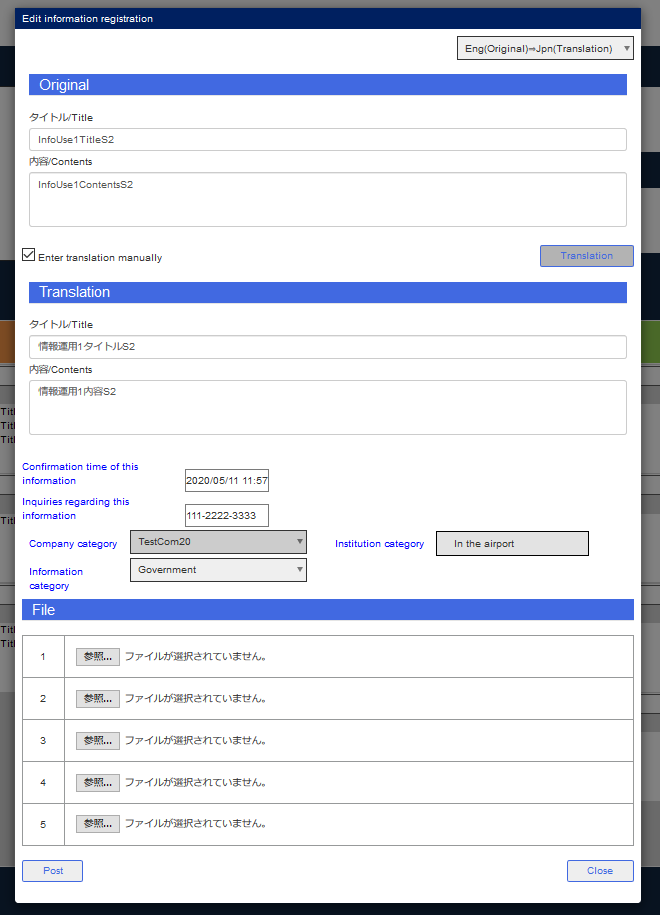 Edit information registration
Eng(Original)⇒Jpn(Translation)
Original
タイトル/Title
InfoUse1TitleS2
内容/Contents
InfoUse1ContentsS2
Enter translation manually
Translation
Translation
タイトル/Title
情報運用1タイトルS2
内容/Contents
情報運用1内容S2
Confirmation time of this
information
2020/05/11 11:57
Inquiries regarding this
information
111-2222-3333
Company category
TestCom20
Institution category
In the airport
Information
category
Government
File
1 参照... ファイルが選択されていません。
2 参照... ファイルが選択されていません。
3 参照... ファイルが選択されていません。
4 参照... ファイルが選択されていません。
5 参照... ファイルが選択されていません。
Post
Close